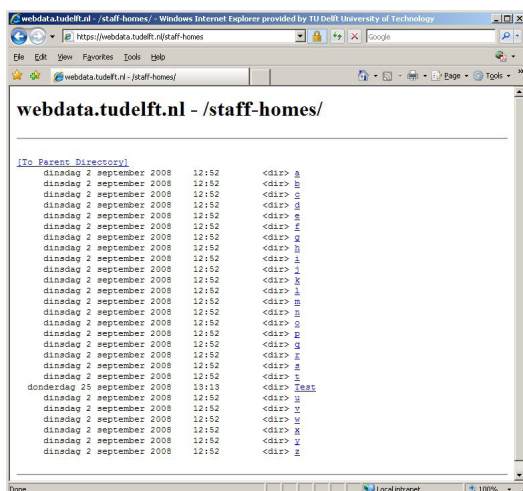 webdata.tudelft.nl - /staff-homes/ - Windows Internet Explorer provided by TU Delft University of Technology
https://webdata.tudelft.nl/staff-homes
Google
File Edit View Favorites Tools Help
webdata.tudelft.nl - /staff-homes/
Page Tools
webdata.tudelft.nl - /staff-homes/
[To Parent Directory]
dinsdag 2 september 2008 12:52 <dir> a
dinsdag 2 september 2008 12:52 <dir> b
dinsdag 2 september 2008 12:52 <dir> c
dinsdag 2 september 2008 12:52 <dir> d
dinsdag 2 september 2008 12:52 <dir> e
dinsdag 2 september 2008 12:52 <dir> f
dinsdag 2 september 2008 12:52 <dir> g
dinsdag 2 september 2008 12:52 <dir> h
dinsdag 2 september 2008 12:52 <dir> i
dinsdag 2 september 2008 12:52 <dir> j
dinsdag 2 september 2008 12:52 <dir> k
dinsdag 2 september 2008 12:52 <dir> l
dinsdag 2 september 2008 12:52 <dir> m
dinsdag 2 september 2008 12:52 <dir> n
dinsdag 2 september 2008 12:52 <dir> o
dinsdag 2 september 2008 12:52 <dir> p
dinsdag 2 september 2008 12:52 <dir> q
dinsdag 2 september 2008 12:52 <dir> r
dinsdag 2 september 2008 12:52 <dir> s
dinsdag 2 september 2008 12:52 <dir> t
donderdag 25 september 2008 13:13 <dir> Test
dinsdag 2 september 2008 12:52 <dir> u
dinsdag 2 september 2008 12:52 <dir> v
dinsdag 2 september 2008 12:52 <dir> w
dinsdag 2 september 2008 12:52 <dir> x
dinsdag 2 september 2008 12:52 <dir> y
dinsdag 2 september 2008 12:52 <dir> z
Done Local intranet 100%